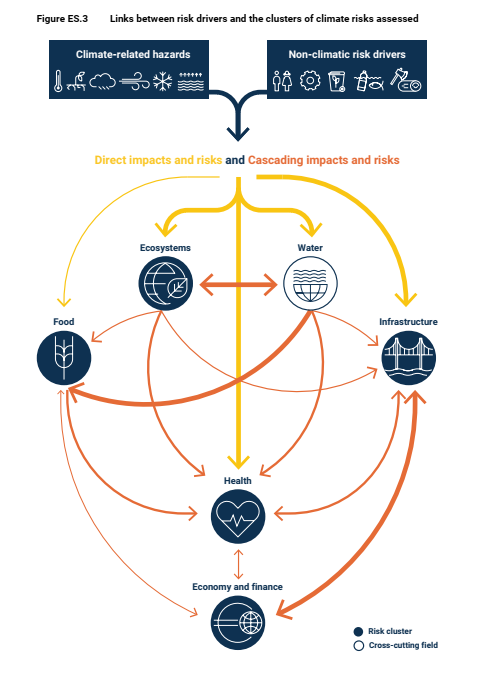 Figure ES.3 Links between risk drivers and the clusters of climate risks assessed
Climate-related hazards
Non-climatic risk drivers
Direct impacts and risks and Cascading impacts and risks
Ecosystems
Water
Food
Infrastructure
Health
Economy and finance
Risk cluster
Cross-cutting field